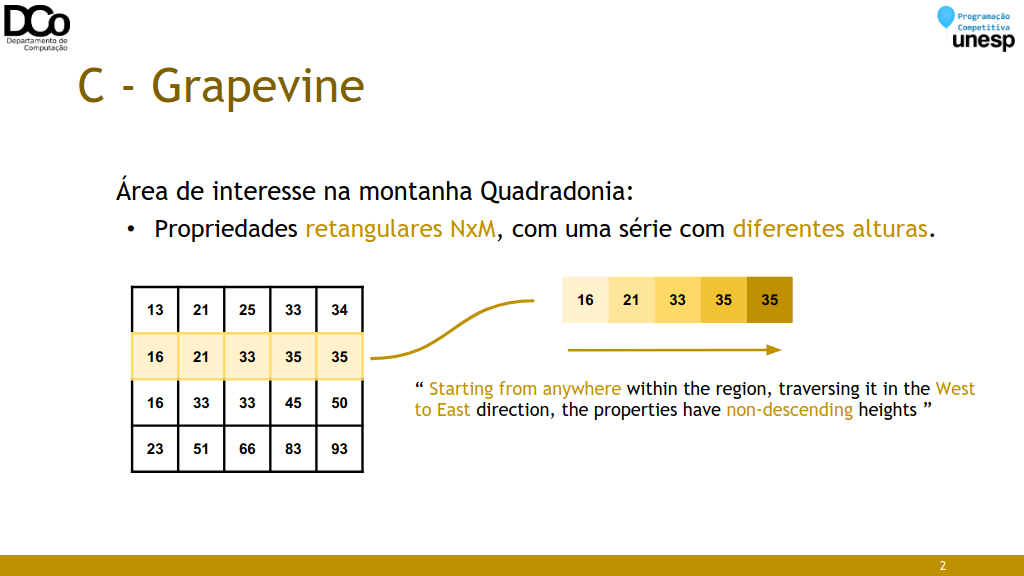 DCo
Departamento de
Computação
Programação
Competitiva
unesp
C - Grapevine
Área de interesse na montanha Quadradonia:
• Propriedades retangulares NxM, com uma série com diferentes alturas.
13 21 25 33 34
16 21 33 35 35
16 33 33 45 50
23 51 66 83 93
16 21 33 35 35
“ Starting from anywhere within the region, traversing it in the West
to East direction, the properties have non-descending heights ”
2